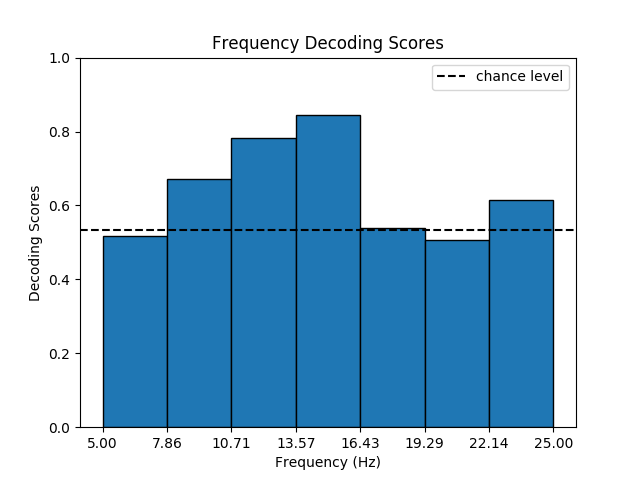 Frequency Decoding Scores
chance level
1.0
0.8
0.6
0.4
0.2
0.0
Decoding Scores
5.00 7.86 10.71 13.57 16.43 19.29 22.14 25.00
Frequency (Hz)